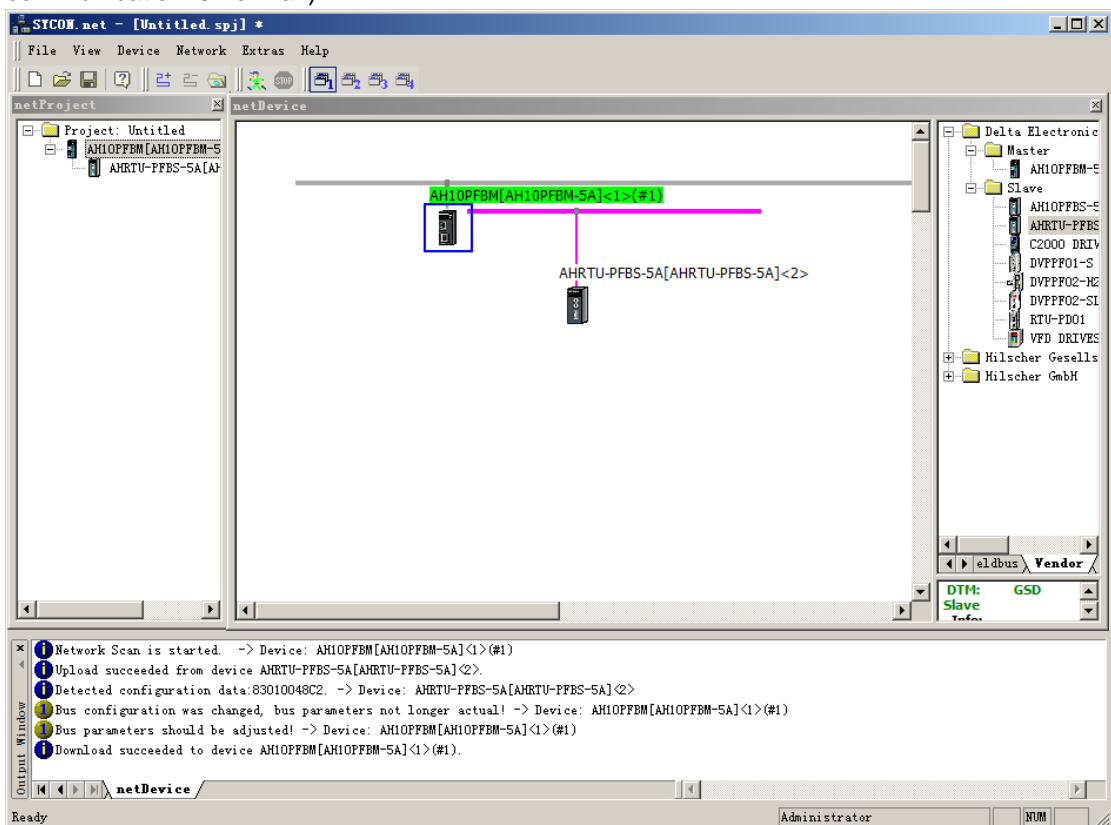 SYCON.net - [Untitled.spj] *
File View Device Network Extras Help
netProject
netDevice
Project: Untitled
AH10PFBM[AH10PFBM-5
AHRTU-PFBS-5A[AH
AH10PFBM[AH10PFBM-5A]<1>(#1)
AHRTU-PFBS-5A[AHRTU-PFBS-5A]<2>
Delta Electronic
Master
AH10PFBM-5
Slave
AH10PFBS-5
AHRTU-PFBS
C2000 DRIV
DVPPF01-S
DVPPF02-H2
DVPPF02-SL
RTU-PD01
VFD DRIVES
Hilscher Gesells
Hilscher GmbH
eldbus Vendor
DTM: GSD
Slave
Network Scan is started. -> Device: AH10PFBM[AH10PFBM-5A]<1>(#1)
Upload succeeded from device AHRTU-PFBS-5A[AHRTU-PFBS-5A]<2>.
Detected configuration data:83010048C2. -> Device: AHRTU-PFBS-5A[AHRTU-PFBS-5A]<2>
Bus configuration was changed, bus parameters not longer actual! -> Device: AH10PFBM[AH10PFBM-5A]<1>(#1)
Bus parameters should be adjusted! -> Device: AH10PFBM[AH10PFBM-5A]<1>(#1)
Download succeeded to device AH10PFBM[AH10PFBM-5A]<1>(#1).
Output Window
netDevice
Ready
Administrator
NUM